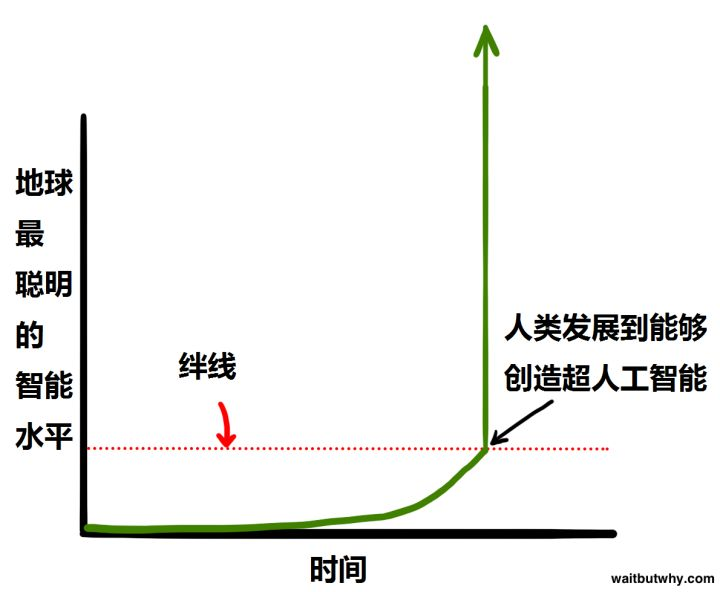 地球
最
聪明
的
智能
水平
绊线
人类发展到能够
创造超人工智能
时间
waitbutwhy.com